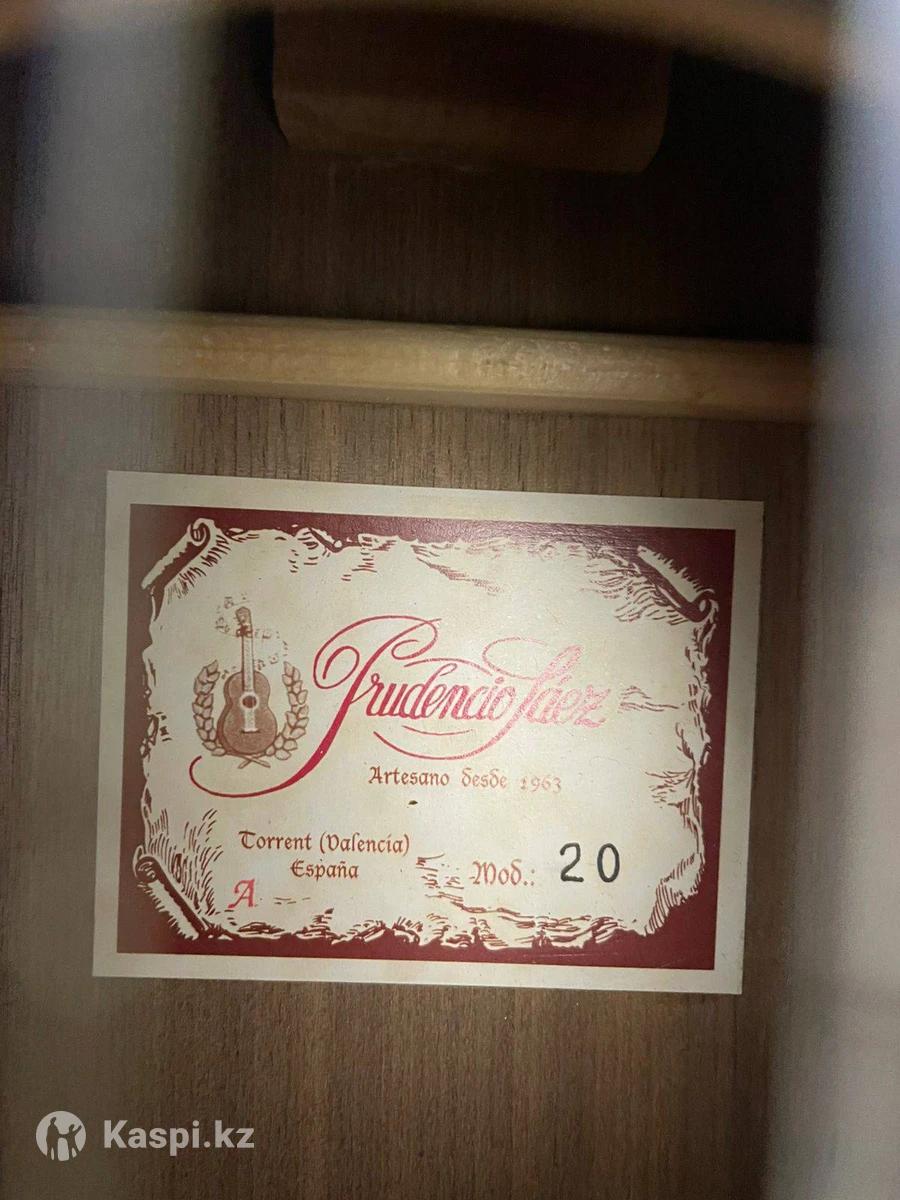 Prudencio Sáez
Artesano desde 1963
Torrent (Valencia)
España
A
Mod.: 20
Kaspi.kz